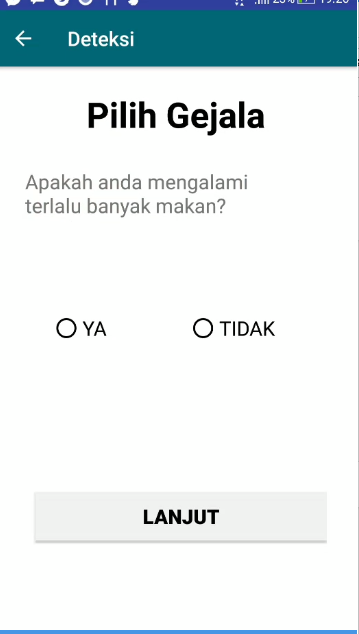 Deteksi
Pilih Gejala
Apakah anda mengalami
terlalu banyak makan?
YA
TIDAK
LANJUT